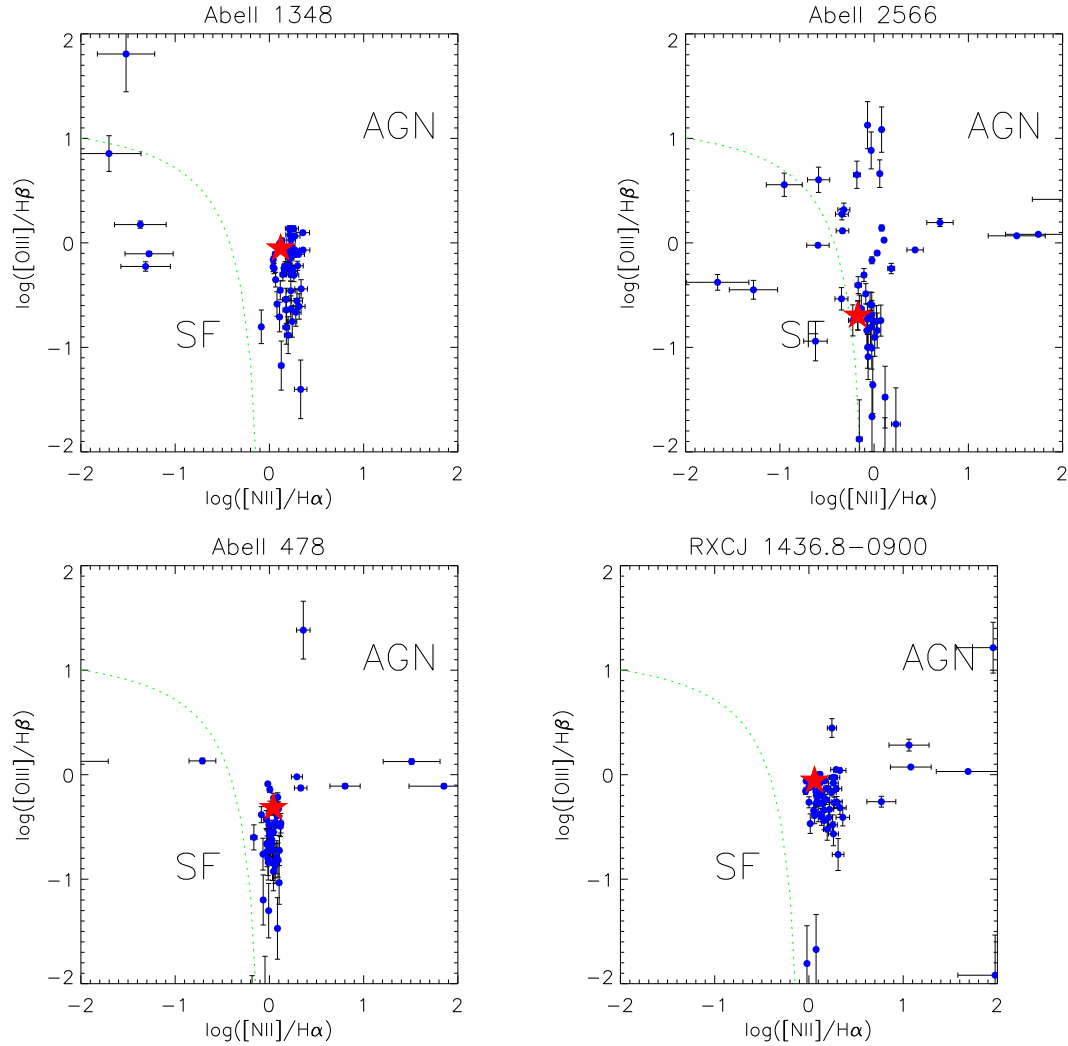 Abell 1348
2
1
0
−1
−2
log([OIII]/Hβ)
AGN
SF
−2
−1
0
1
2
log([NII]/Hα)
Abell 2566
2
1
0
−1
−2
log([OIII]/Hβ)
AGN
SF
−2
−1
0
1
2
log([NII]/Hα)
Abell 478
2
1
0
−1
−2
log([OIII]/Hβ)
AGN
SF
−2
−1
0
1
2
log([NII]/Hα)
RXCJ 1436.8−0900
2
1
0
−1
−2
log([OIII]/Hβ)
AGN
SF
−2
−1
0
1
2
log([NII]/Hα)